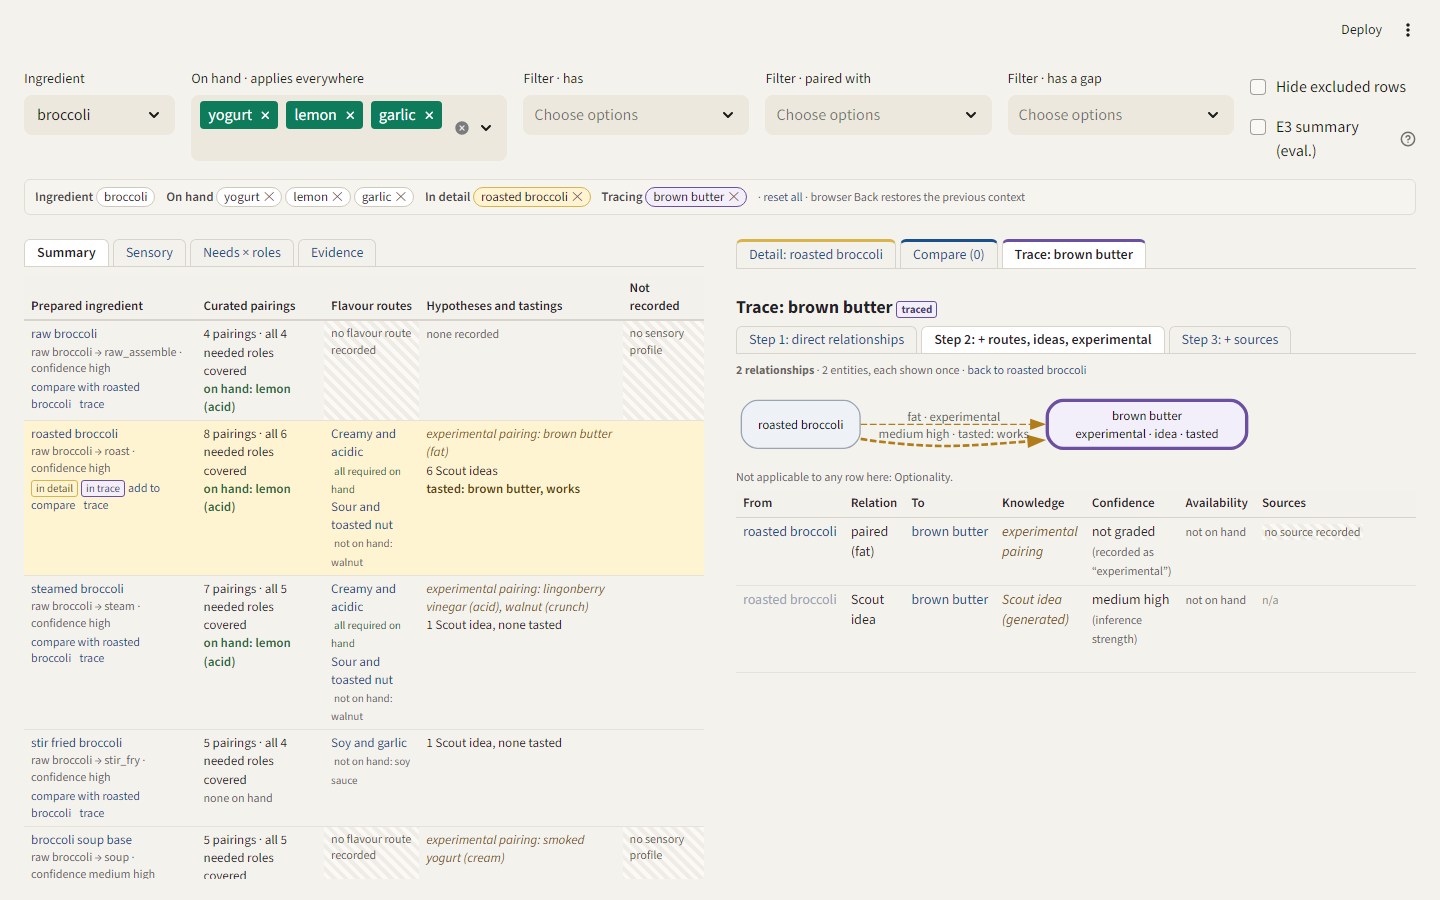 Deploy
Ingredient
On hand · applies everywhere
Filter · has
Filter · paired with
Filter · has a gap
broccoli
yogurt ×
lemon ×
garlic ×
Choose options
Choose options
Choose options
Hide excluded rows
E3 summary
(eval.)
Ingredient broccoli On hand yogurt × lemon × garlic × In detail roasted broccoli × Tracing brown butter × · reset all · browser Back restores the previous context
Summary
Sensory
Needs × roles
Evidence
Prepared ingredient
Curated pairings
Flavour routes
Hypotheses and tastings
Not
recorded
raw broccoli
raw broccoli → raw_assemble ·
confidence high
compare with roasted
broccoli trace
4 pairings · all 4
needed roles
covered
on hand: lemon
(acid)
no flavour route
recorded
none recorded
no sensory
profile
roasted broccoli
raw broccoli → roast ·
confidence high
in detail in trace add to
compare trace
8 pairings · all 6
needed roles
covered
on hand: lemon
(acid)
Creamy and
acidic
all required on
hand
Sour and
toasted nut
not on hand:
walnut
experimental pairing: brown butter
(fat)
6 Scout ideas
tasted: brown butter, works
steamed broccoli
raw broccoli → steam ·
confidence high
compare with roasted
broccoli trace
7 pairings · all 5
needed roles
covered
on hand: lemon
(acid)
Creamy and
acidic
all required on
hand
Sour and
toasted nut
not on hand:
walnut
experimental pairing: lingonberry
vinegar (acid), walnut (crunch)
1 Scout idea, none tasted
stir fried broccoli
raw broccoli → stir_fry ·
confidence high
compare with roasted
broccoli trace
5 pairings · all 4
needed roles
covered
none on hand
Soy and garlic
not on hand: soy
sauce
1 Scout idea, none tasted
broccoli soup base
raw broccoli → soup ·
confidence medium high
5 pairings · all 5
needed roles
covered
no flavour route
recorded
experimental pairing: smoked
yogurt (cream)
no sensory
profile
Detail: roasted broccoli
Compare (0)
Trace: brown butter
Trace: brown butter traced
Step 1: direct relationships
Step 2: + routes, ideas, experimental
Step 3: + sources
2 relationships · 2 entities, each shown once · back to roasted broccoli
roasted broccoli
fat · experimental
medium high · tasted: works
brown butter
experimental · idea · tasted
Not applicable to any row here: Optionality.
From
Relation
To
Knowledge
Confidence
Availability
Sources
roasted broccoli
paired
(fat)
brown butter
experimental
pairing
not graded
(recorded as
“experimental”)
not on hand
no source recorded
roasted broccoli
Scout
idea
brown butter
Scout idea
(generated)
medium high
(inference
strength)
not on hand
n/a